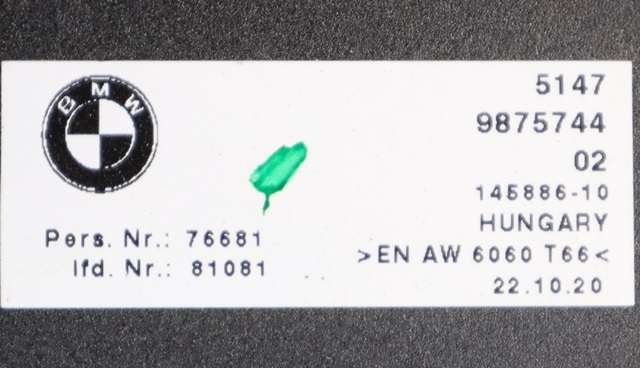 BMW
5147
9875744
02
145886-10
HUNGARY
Pers. Nr.: 76681
>EN AW 6060 T66<
lfd. Nr.: 81081
22.10.20